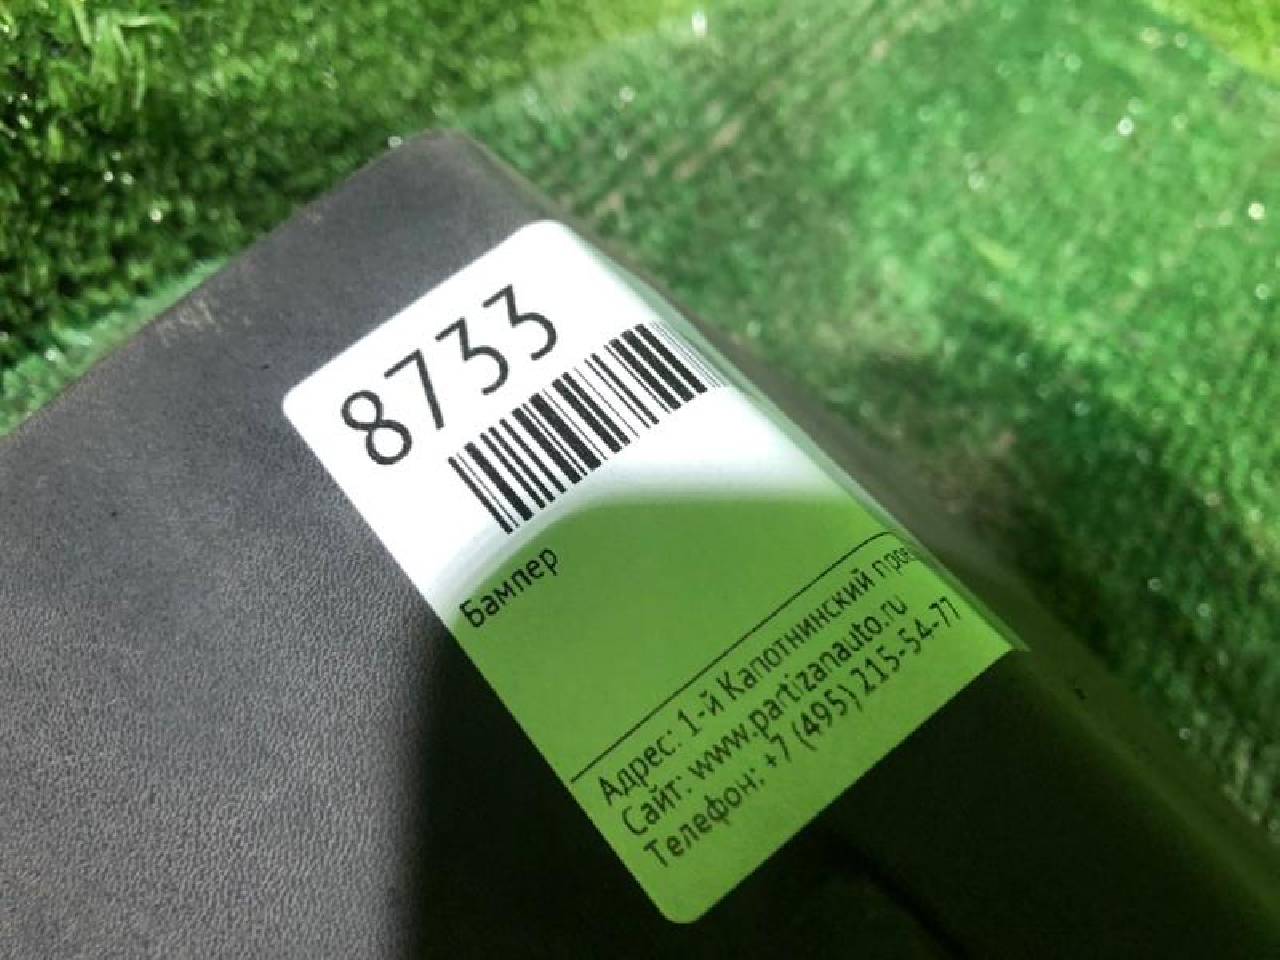 8733
Бампер
Адрес: 1-й Капотнинский
Сайт: www.partizanauto.ru
Телефон: +7 (495) 215-54-77